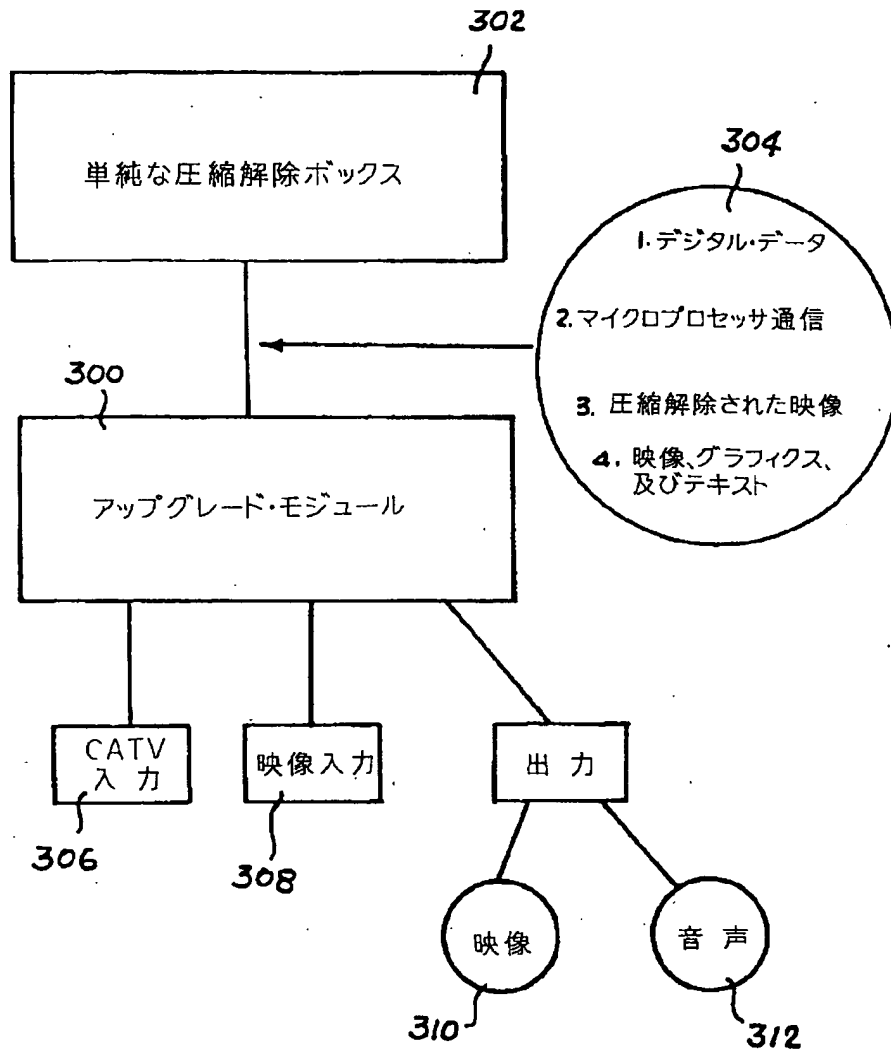 302
単純な圧縮解除ボックス
304
1.デジタル・データ
2.マイクロプロセッサ通信
3. 圧縮解除された映像
4. 映像、グラフィクス、
及びテキスト
300
アップグレード・モジュール
CATV
入力
306
映像入力
308
出力
映像
310
音声
312